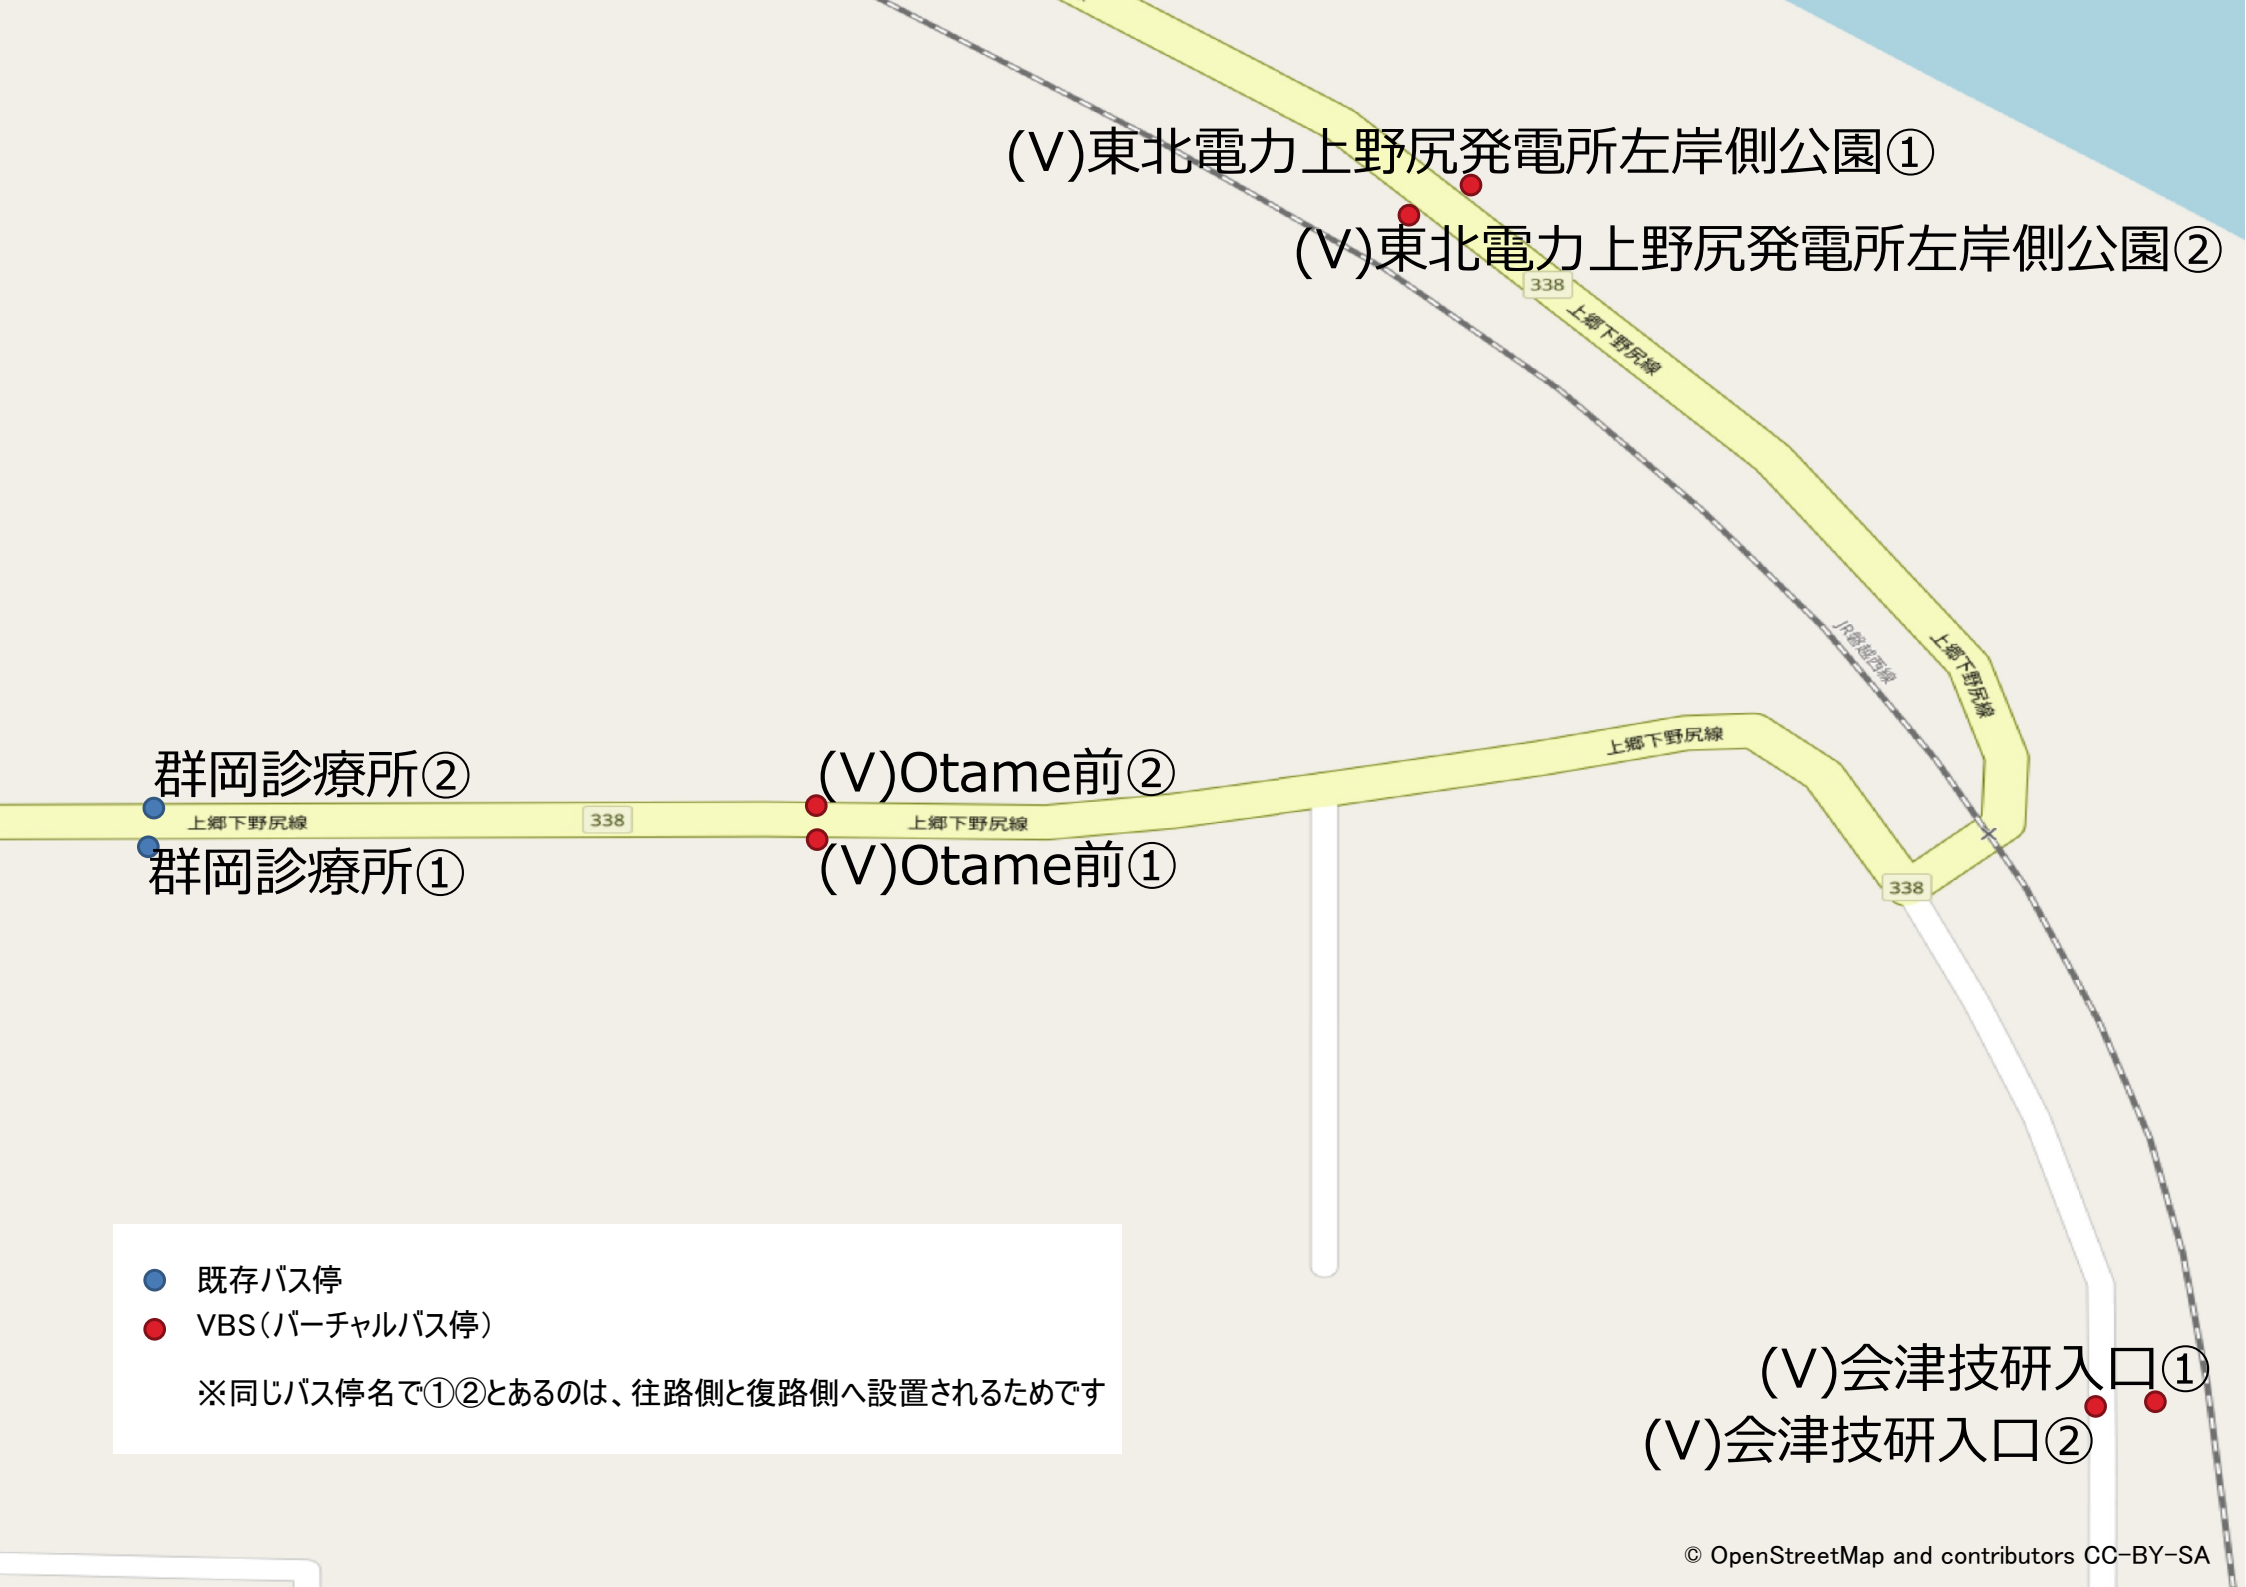 (V)東北電力上野尻発電所左岸側公園①
(V)東北電力上野尻発電所左岸側公園②
338
上郷下野尻線
上郷下野尻線
JR磐越西線
上郷下野尻線
群岡診療所②
(V)Otame前②
上郷下野尻線
338
上郷下野尻線
群岡診療所①
(V)Otame前①
338
既存バス停
VBS(バーチャルバス停)
※同じバス停名で①②とあるのは、往路側と復路側へ設置されるためです
(V)会津技研入口①
(V)会津技研入口②
© OpenStreetMap and contributors CC-BY-SA